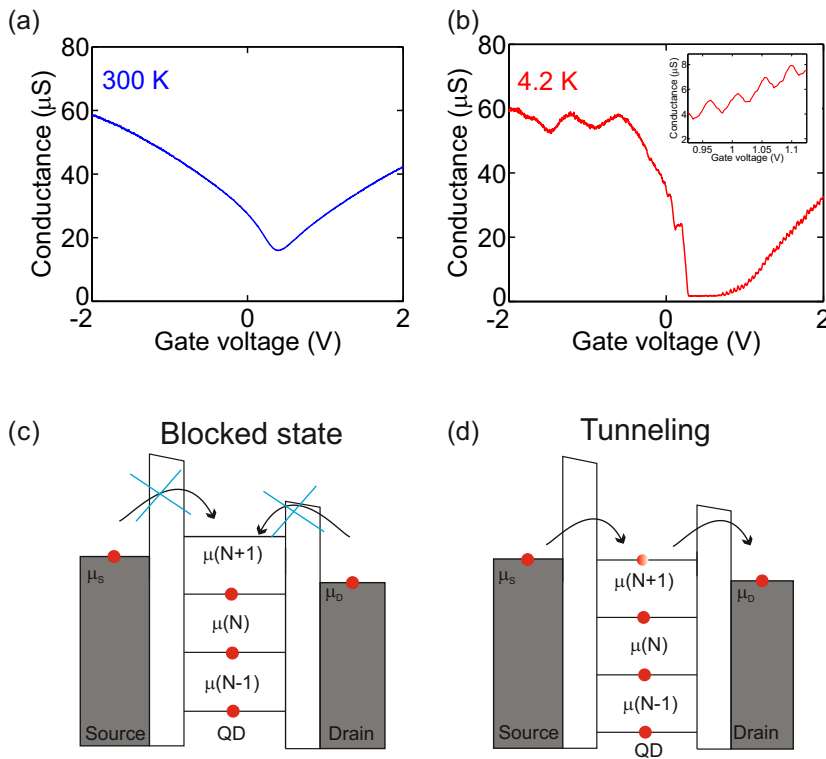 (a)
80
60
40
20
0
-2
0
2
Conductance (μS)
Gate voltage (V)
300 K
(b)
80
60
40
20
0
-2
0
2
Conductance (μS)
Gate voltage (V)
4.2 K
8
6
4
2
0.95
1
1.05
1.1
Conductance (μS)
Gate voltage (V)
(c)
Blocked state
μ(N+1)
μS
μD
μ(N)
μ(N-1)
Source
QD
Drain
(d)
Tunneling
μS
μ(N+1)
μD
μ(N)
μ(N-1)
Source
QD
Drain